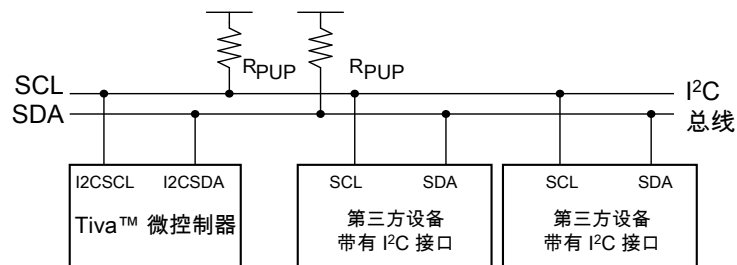 R_PUP R_PUP
SCL I²C
SDA 总线
I2CSCL I2CSDA SCL SDA SCL SDA
Tiva™ 微控制器 第三方设备 第三方设备
带有 I²C 接口 带有 I²C 接口